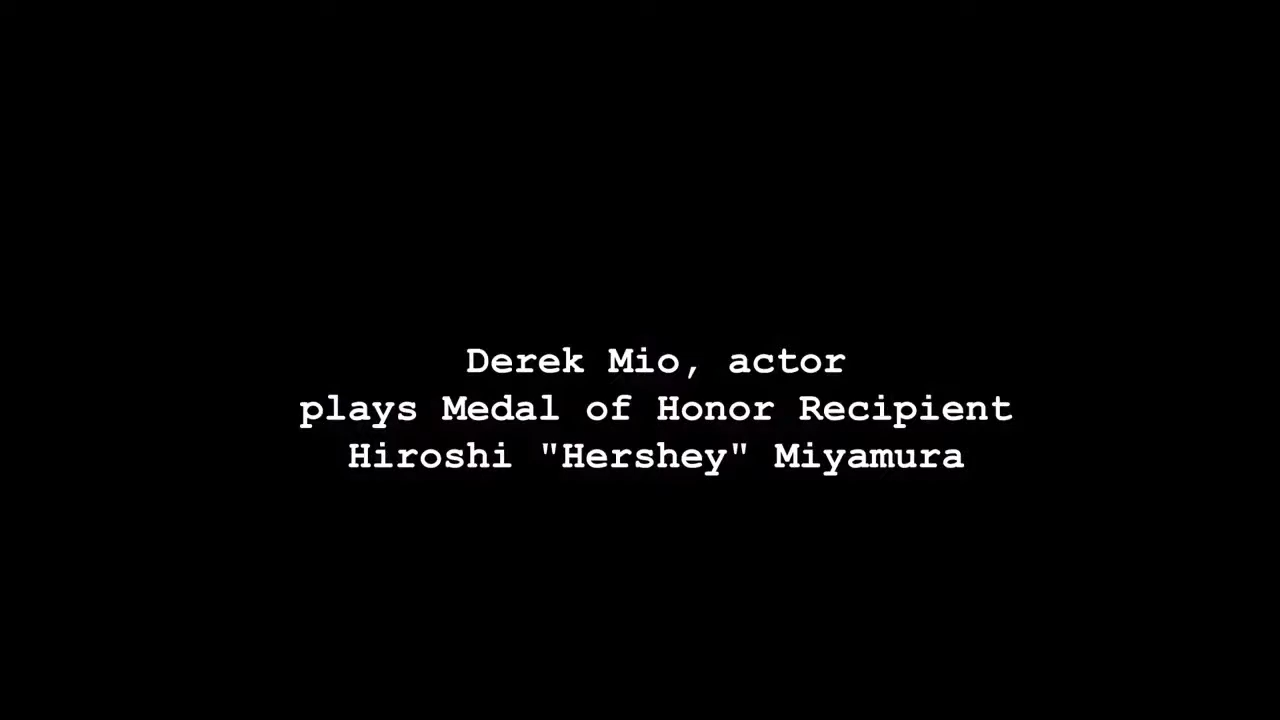 Derek Mio, actor
plays Medal of Honor Recipient
Hiroshi "Hershey" Miyamura